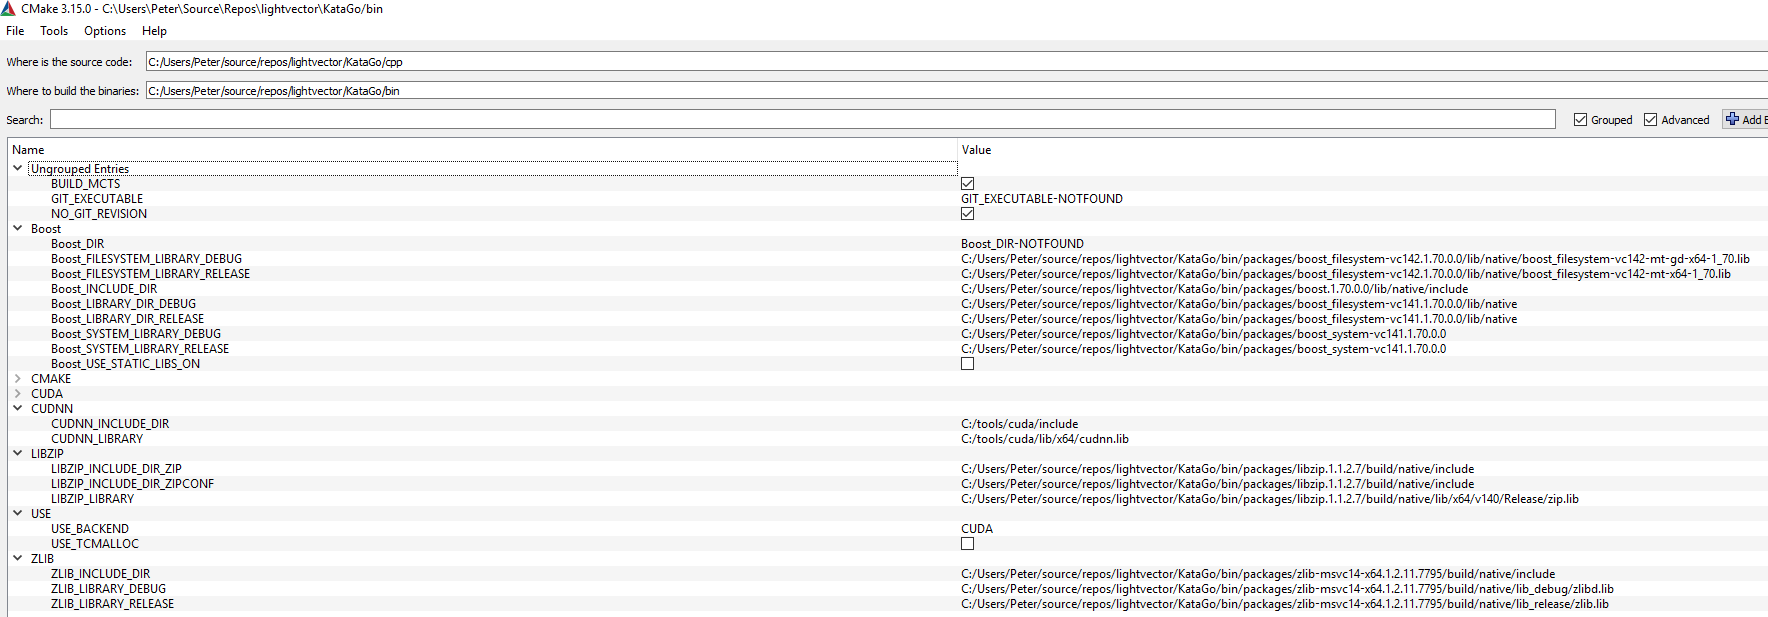 CMake 3.15.0 - C:\Users\Peter\Source\Repos\lightvector\KataGo/bin
File Tools Options Help
Where is the source code: C:/Users/Peter/source/repos/lightvector/KataGo/cpp
Where to build the binaries: C:/Users/Peter/source/repos/lightvector/KataGo/bin
Search: Grouped Advanced Add E
Name Value
Ungrouped Entries
BUILD_MCTS
GIT_EXECUTABLE GIT_EXECUTABLE-NOTFOUND
NO_GIT_REVISION
Boost
Boost_DIR Boost_DIR-NOTFOUND
Boost_FILESYSTEM_LIBRARY_DEBUG C:/Users/Peter/source/repos/lightvector/KataGo/bin/packages/boost_filesystem-vc142.1.70.0.0/lib/native/boost_filesystem-vc142-mt-gd-x64-1_70.lib
Boost_FILESYSTEM_LIBRARY_RELEASE C:/Users/Peter/source/repos/lightvector/KataGo/bin/packages/boost_filesystem-vc142.1.70.0.0/lib/native/boost_filesystem-vc142-mt-x64-1_70.lib
Boost_INCLUDE_DIR C:/Users/Peter/source/repos/lightvector/KataGo/bin/packages/boost.1.70.0.0/lib/native/include
Boost_LIBRARY_DIR_DEBUG C:/Users/Peter/source/repos/lightvector/KataGo/bin/packages/boost_filesystem-vc141.1.70.0.0/lib/native
Boost_LIBRARY_DIR_RELEASE C:/Users/Peter/source/repos/lightvector/KataGo/bin/packages/boost_filesystem-vc141.1.70.0.0/lib/native
Boost_SYSTEM_LIBRARY_DEBUG C:/Users/Peter/source/repos/lightvector/KataGo/bin/packages/boost_system-vc141.1.70.0.0
Boost_SYSTEM_LIBRARY_RELEASE C:/Users/Peter/source/repos/lightvector/KataGo/bin/packages/boost_system-vc141.1.70.0.0
Boost_USE_STATIC_LIBS_ON
CMAKE
CUDA
CUDNN
CUDNN_INCLUDE_DIR C:/tools/cuda/include
CUDNN_LIBRARY C:/tools/cuda/lib/x64/cudnn.lib
LIBZIP
LIBZIP_INCLUDE_DIR_ZIP C:/Users/Peter/source/repos/lightvector/KataGo/bin/packages/libzip.1.1.2.7/build/native/include
LIBZIP_INCLUDE_DIR_ZIPCONF C:/Users/Peter/source/repos/lightvector/KataGo/bin/packages/libzip.1.1.2.7/build/native/include
LIBZIP_LIBRARY C:/Users/Peter/source/repos/lightvector/KataGo/bin/packages/libzip.1.1.2.7/build/native/lib/x64/v140/Release/zip.lib
USE
USE_BACKEND CUDA
USE_TCMALLOC
ZLIB
ZLIB_INCLUDE_DIR C:/Users/Peter/source/repos/lightvector/KataGo/bin/packages/zlib-msvc14-x64.1.2.11.7795/build/native/include
ZLIB_LIBRARY_DEBUG C:/Users/Peter/source/repos/lightvector/KataGo/bin/packages/zlib-msvc14-x64.1.2.11.7795/build/native/lib_debug/zlibd.lib
ZLIB_LIBRARY_RELEASE C:/Users/Peter/source/repos/lightvector/KataGo/bin/packages/zlib-msvc14-x64.1.2.11.7795/build/native/lib_release/zlib.lib